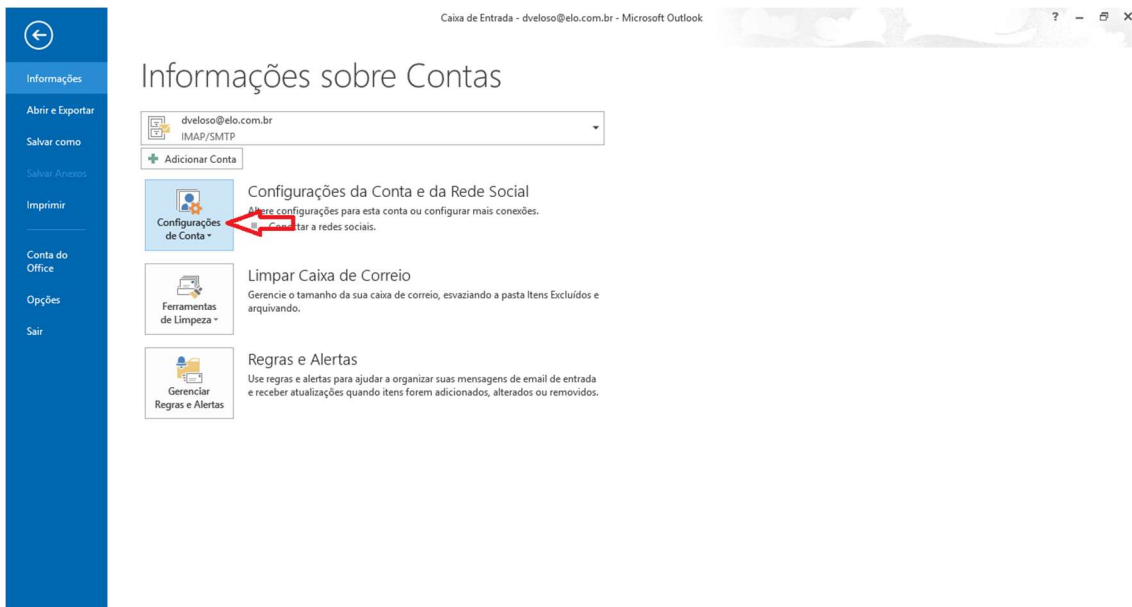 Caixa de Entrada - dveloso@elo.com.br - Microsoft Outlook
?
Informações
Abrir e Exportar
Salvar como
Salvar Anexos
Imprimir
Conta do
Office
Opções
Sair
Informações sobre Contas
dveloso@elo.com.br
IMAP/SMTP
Adicionar Conta
Configurações
de Conta
Configurações da Conta e da Rede Social
Altere configurações para esta conta ou configurar mais conexões.
Conectar a redes sociais.
Ferramentas
de Limpeza
Limpar Caixa de Correio
Gerencie o tamanho da sua caixa de correio, esvaziando a pasta Itens Excluídos e
arquivando.
Gerenciar
Regras e Alertas
Regras e Alertas
Use regras e alertas para ajudar a organizar suas mensagens de email de entrada
e receber atualizações quando itens forem adicionados, alterados ou removidos.